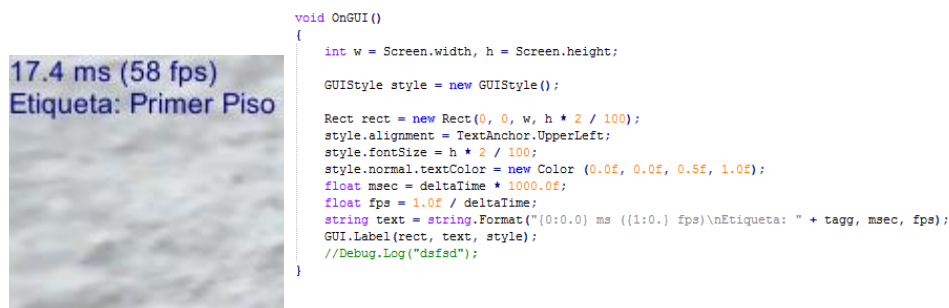 17.4 ms (58 fps)
Etiqueta: Primer Piso
void OnGUI()
{
    int w = Screen.width, h = Screen.height;

    GUIStyle style = new GUIStyle();

    Rect rect = new Rect(0, 0, w, h * 2 / 100);
    style.alignment = TextAnchor.UpperLeft;
    style.fontSize = h * 2 / 100;
    style.normal.textColor = new Color (0.0f, 0.0f, 0.5f, 1.0f);
    float msec = deltaTime * 1000.0f;
    float fps = 1.0f / deltaTime;
    string text = string.Format("{0:0.0} ms ({1:0.} fps)\nEtiqueta: " + tagg, msec, fps);
    GUI.Label(rect, text, style);
    //Debug.Log("dsfsd");
}